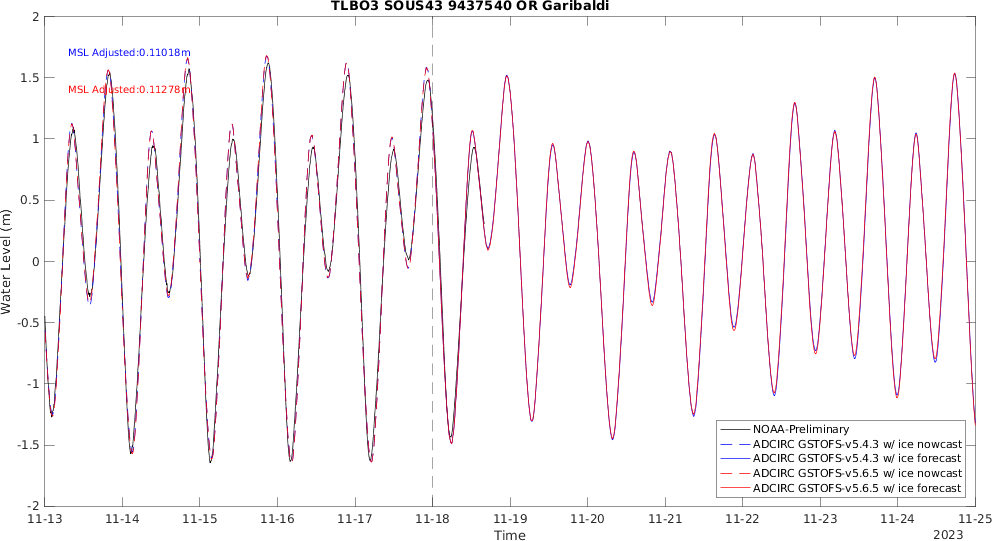 TLBO3 SOUS43 9437540 OR Garibaldi
MSL Adjusted:0.11018m
MSL Adjusted:0.11278m
Water Level (m)
2
1.5
1
0.5
0
-0.5
-1
-1.5
-2
NOAA-Preliminary
ADCIRC GSTOFS-v5.4.3 w/ ice nowcast
ADCIRC GSTOFS-v5.4.3 w/ ice forecast
ADCIRC GSTOFS-v5.6.5 w/ ice nowcast
ADCIRC GSTOFS-v5.6.5 w/ ice forecast
11-13 11-14 11-15 11-16 11-17 11-18 11-19 11-20 11-21 11-22 11-23 11-24 11-25
Time
2023